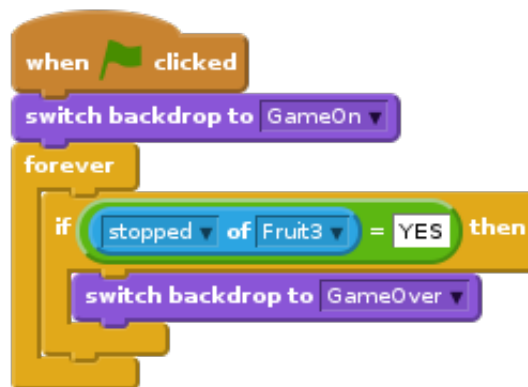 when clicked
switch backdrop to GameOn
forever
if stopped of Fruit3 = YES then
switch backdrop to GameOver